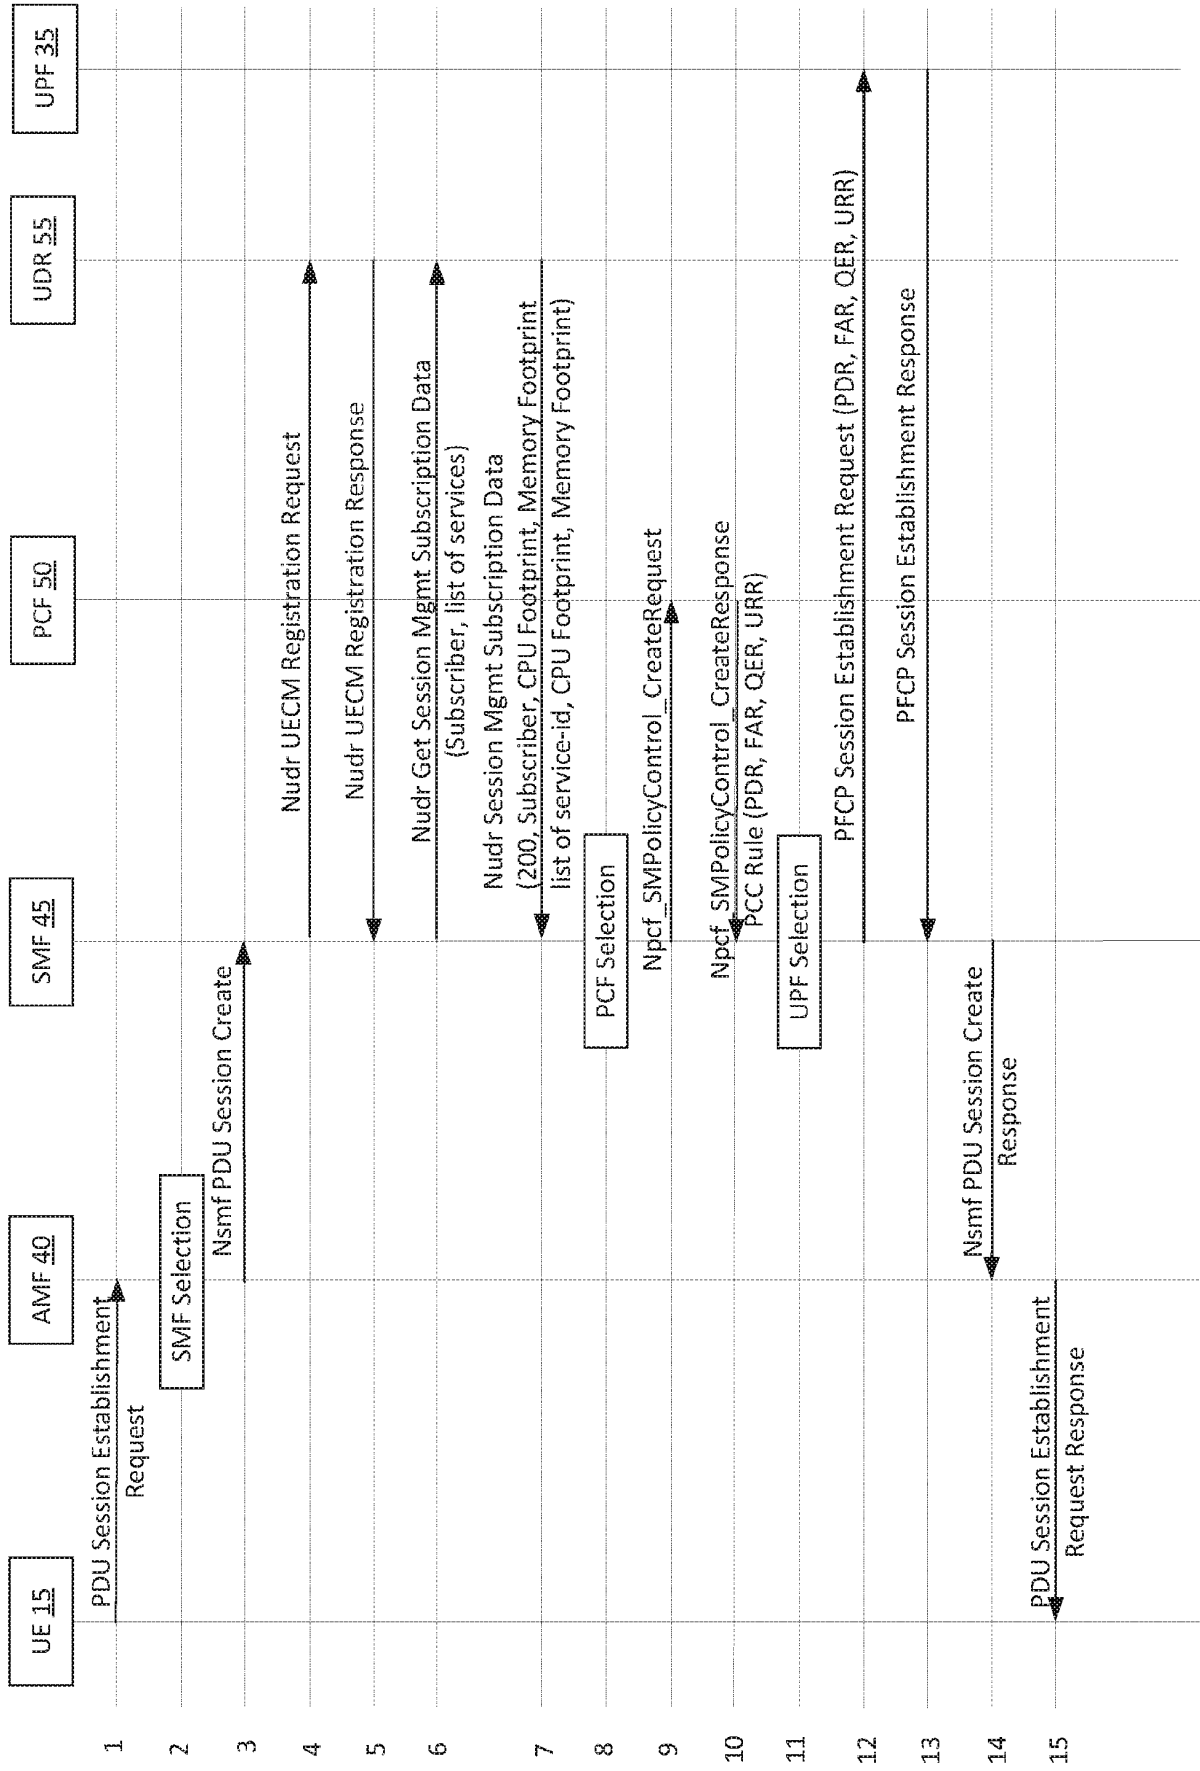 UE 15
AMF 40
SMF 45
PCF 50
UDR 55
UPF 35
1
PDU Session Establishment
Request
2
SMF Selection
3
Nsmf PDU Session Create
4
Nudr UECM Registration Request
5
Nudr UECM Registration Response
6
Nudr Get Session Mgmt Subscription Data
(Subscriber, list of services)
Nudr Session Mgmt Subscription Data
(200, Subscriber, CPU Footprint, Memory Footprint
7
list of service-id, CPU Footprint, Memory Footprint)
8
PCF Selection
9
Npcf_SMPolicyControl_CreateRequest
10
Npcf_SMPolicyControl_CreateResponse
PCC Rule (PDR, FAR, QER, URR)
11
UPF Selection
12
PFCP Session Establishment Request (PDR, FAR, QER, URR)
13
PFCP Session Establishment Response
14
Nsmf PDU Session Create
Response
15
PDU Session Establishment
Request Response